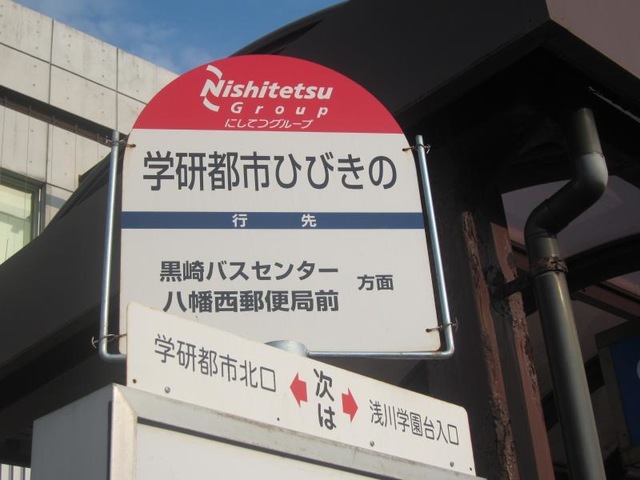 Nishitetsu
Group
にしてつグループ
学研都市ひびきの
行先
黒崎バスセンター
八幡西郵便局前
方面
学研都市北口
次は
浅川学園台入口